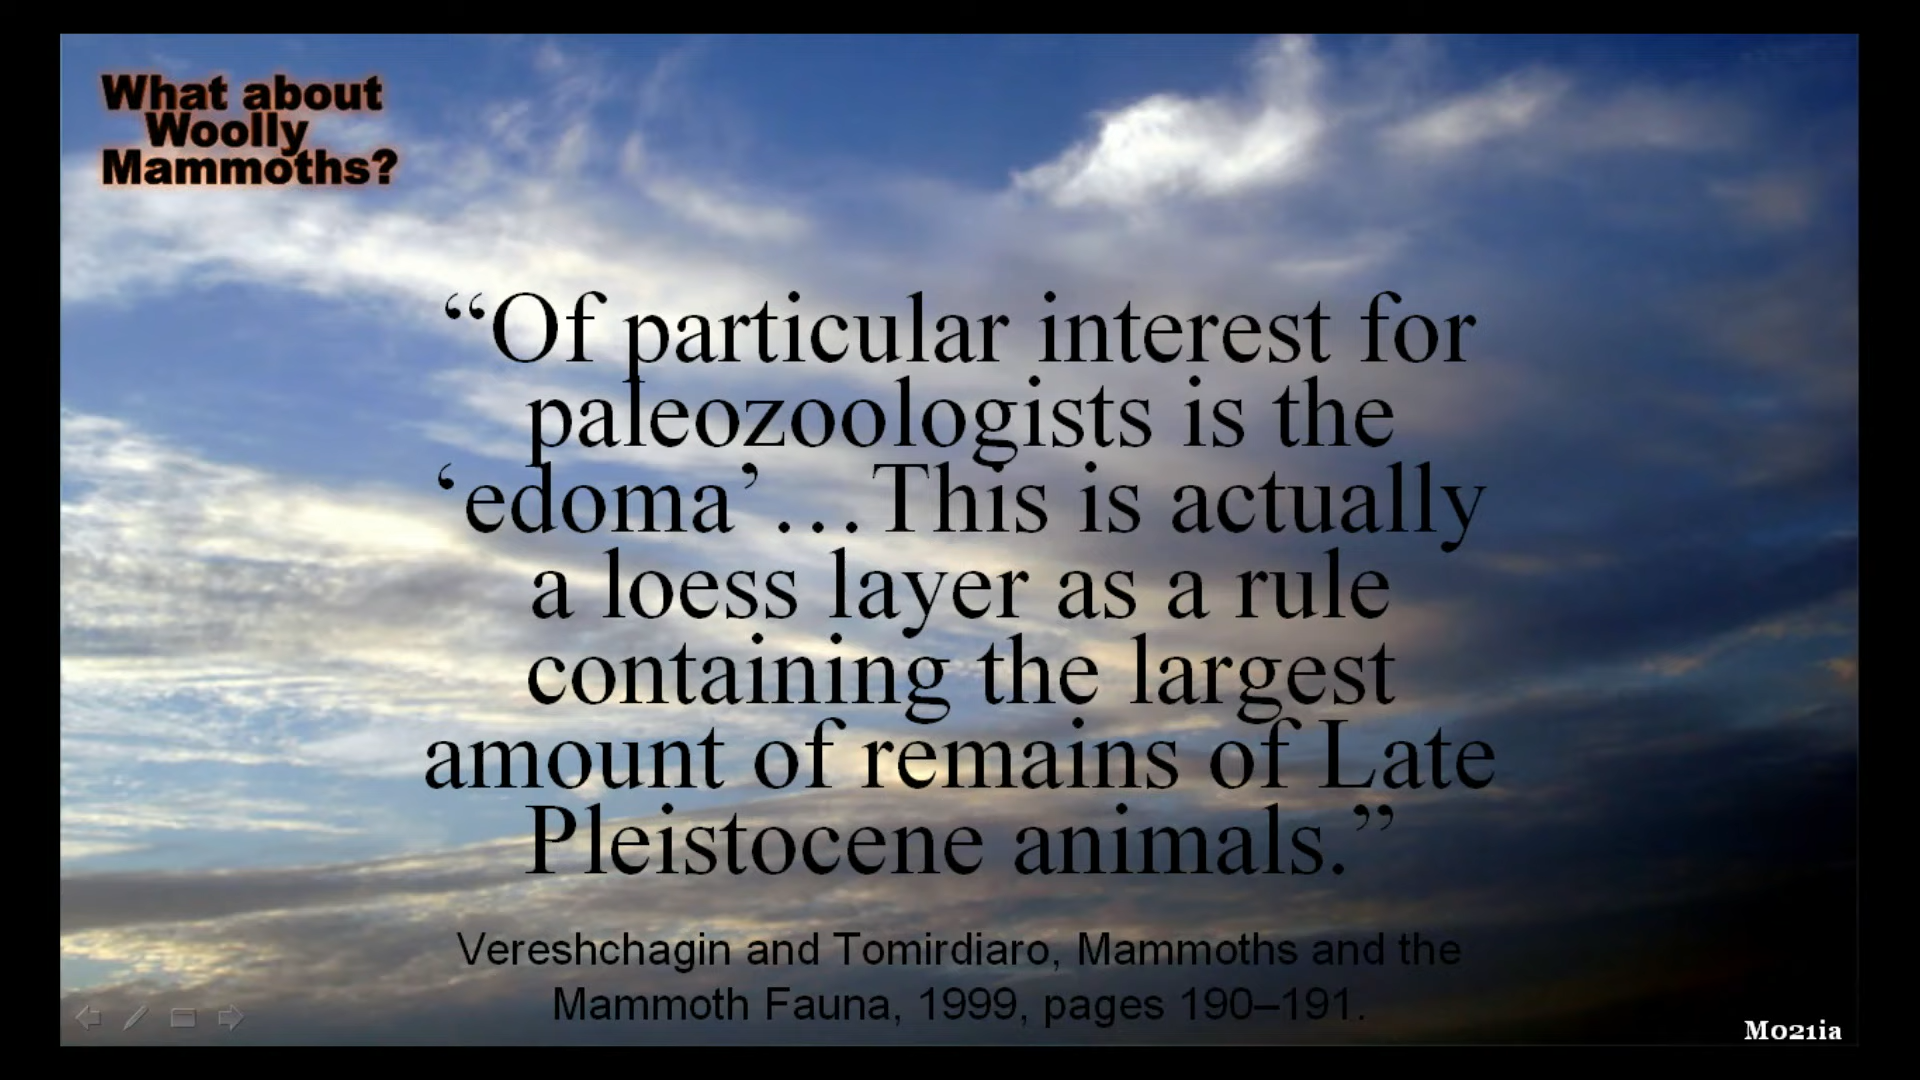 What about
Woolly
Mammoths?
“Of particular interest for
paleozoologists is the
‘edoma’…This is actually
a loess layer as a rule
containing the largest
amount of remains of Late
Pleistocene animals.”
Vereshchagin and Tomirdiaro, Mammoths and the
Mammoth Fauna, 1999, pages 190–191.
M021ia